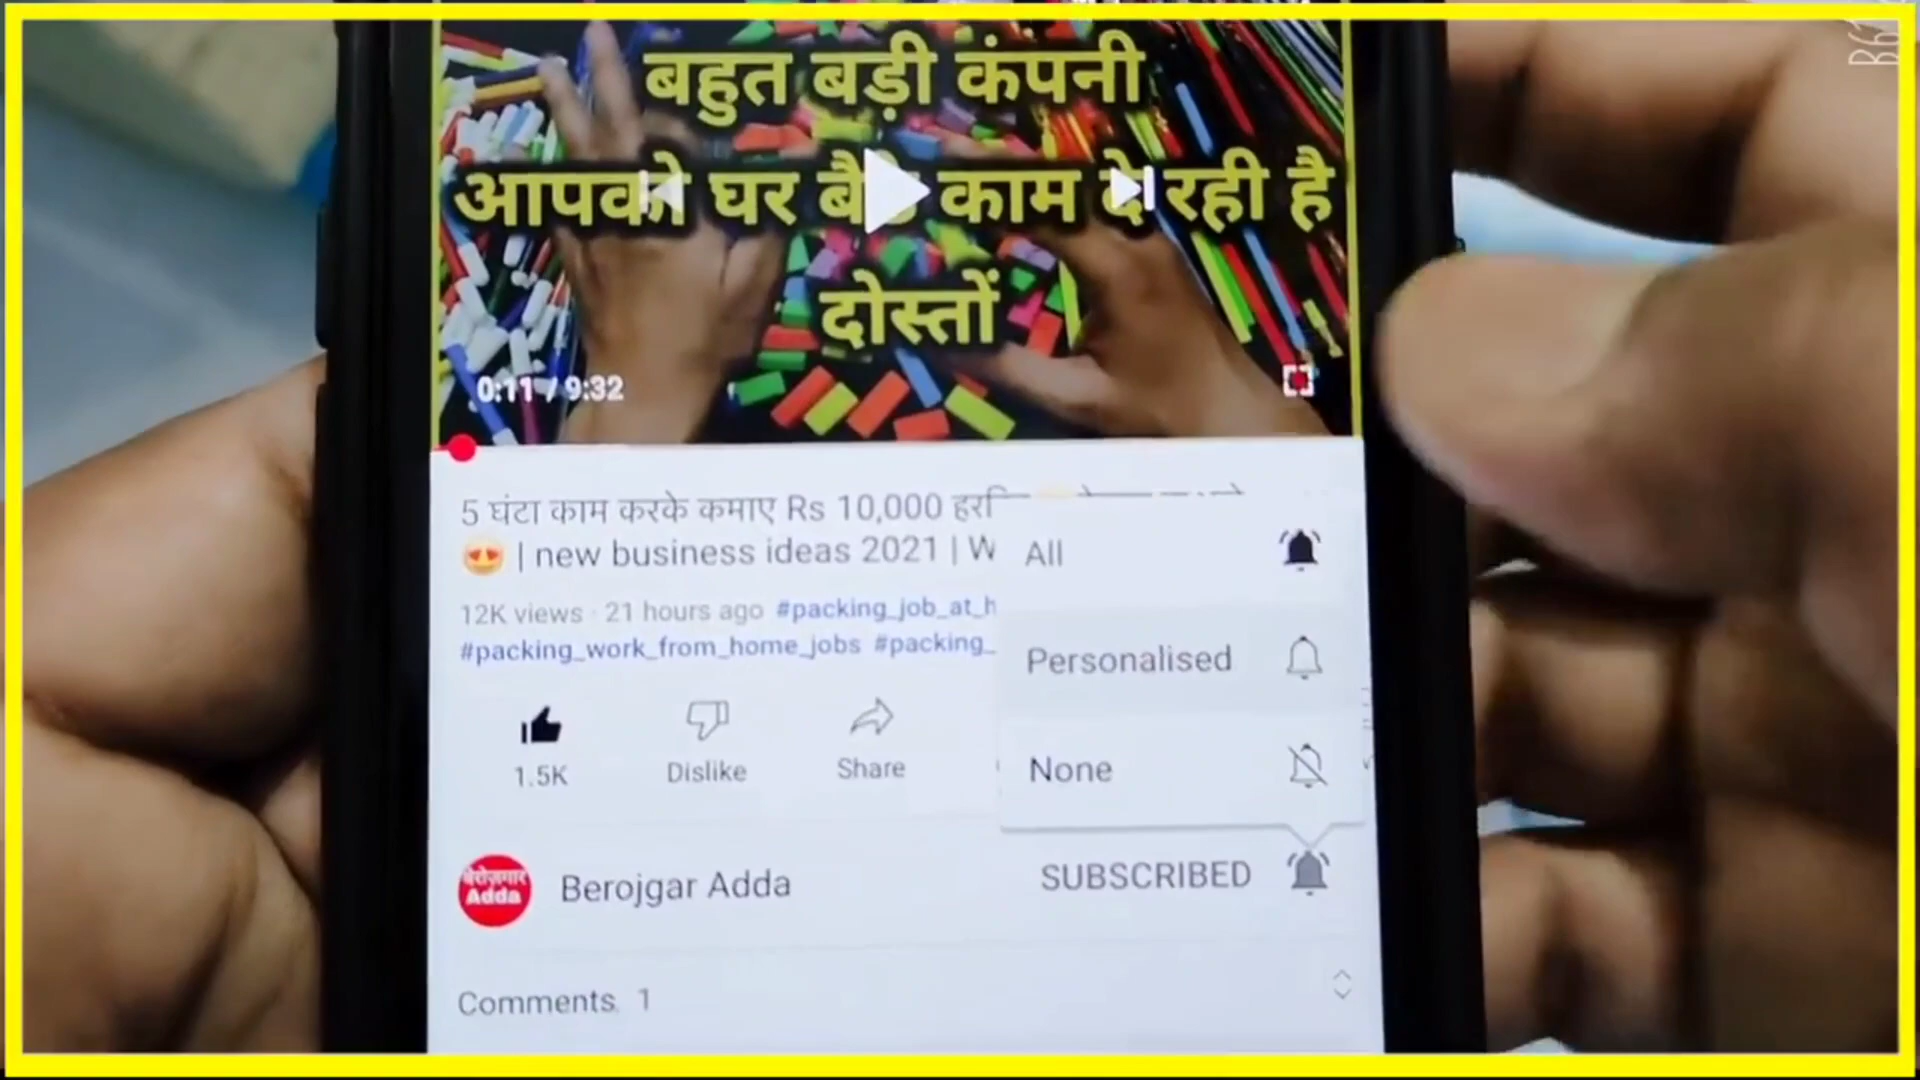 बहुत बड़ी कंपनी
आपको घर बैठे काम दे रही है
दोस्तों
0:11 / 9:32
5 घंटा काम करके कमाए Rs 10,000
😍 | new business ideas 2021 | W
12K views · 21 hours ago #packing_job_at_h
#packing_work_from_home_jobs #packing_
All
Personalised
None
1.5K
Dislike
Share
बेरोज़गार
Adda
Berojgar Adda
SUBSCRIBED
Comments 1